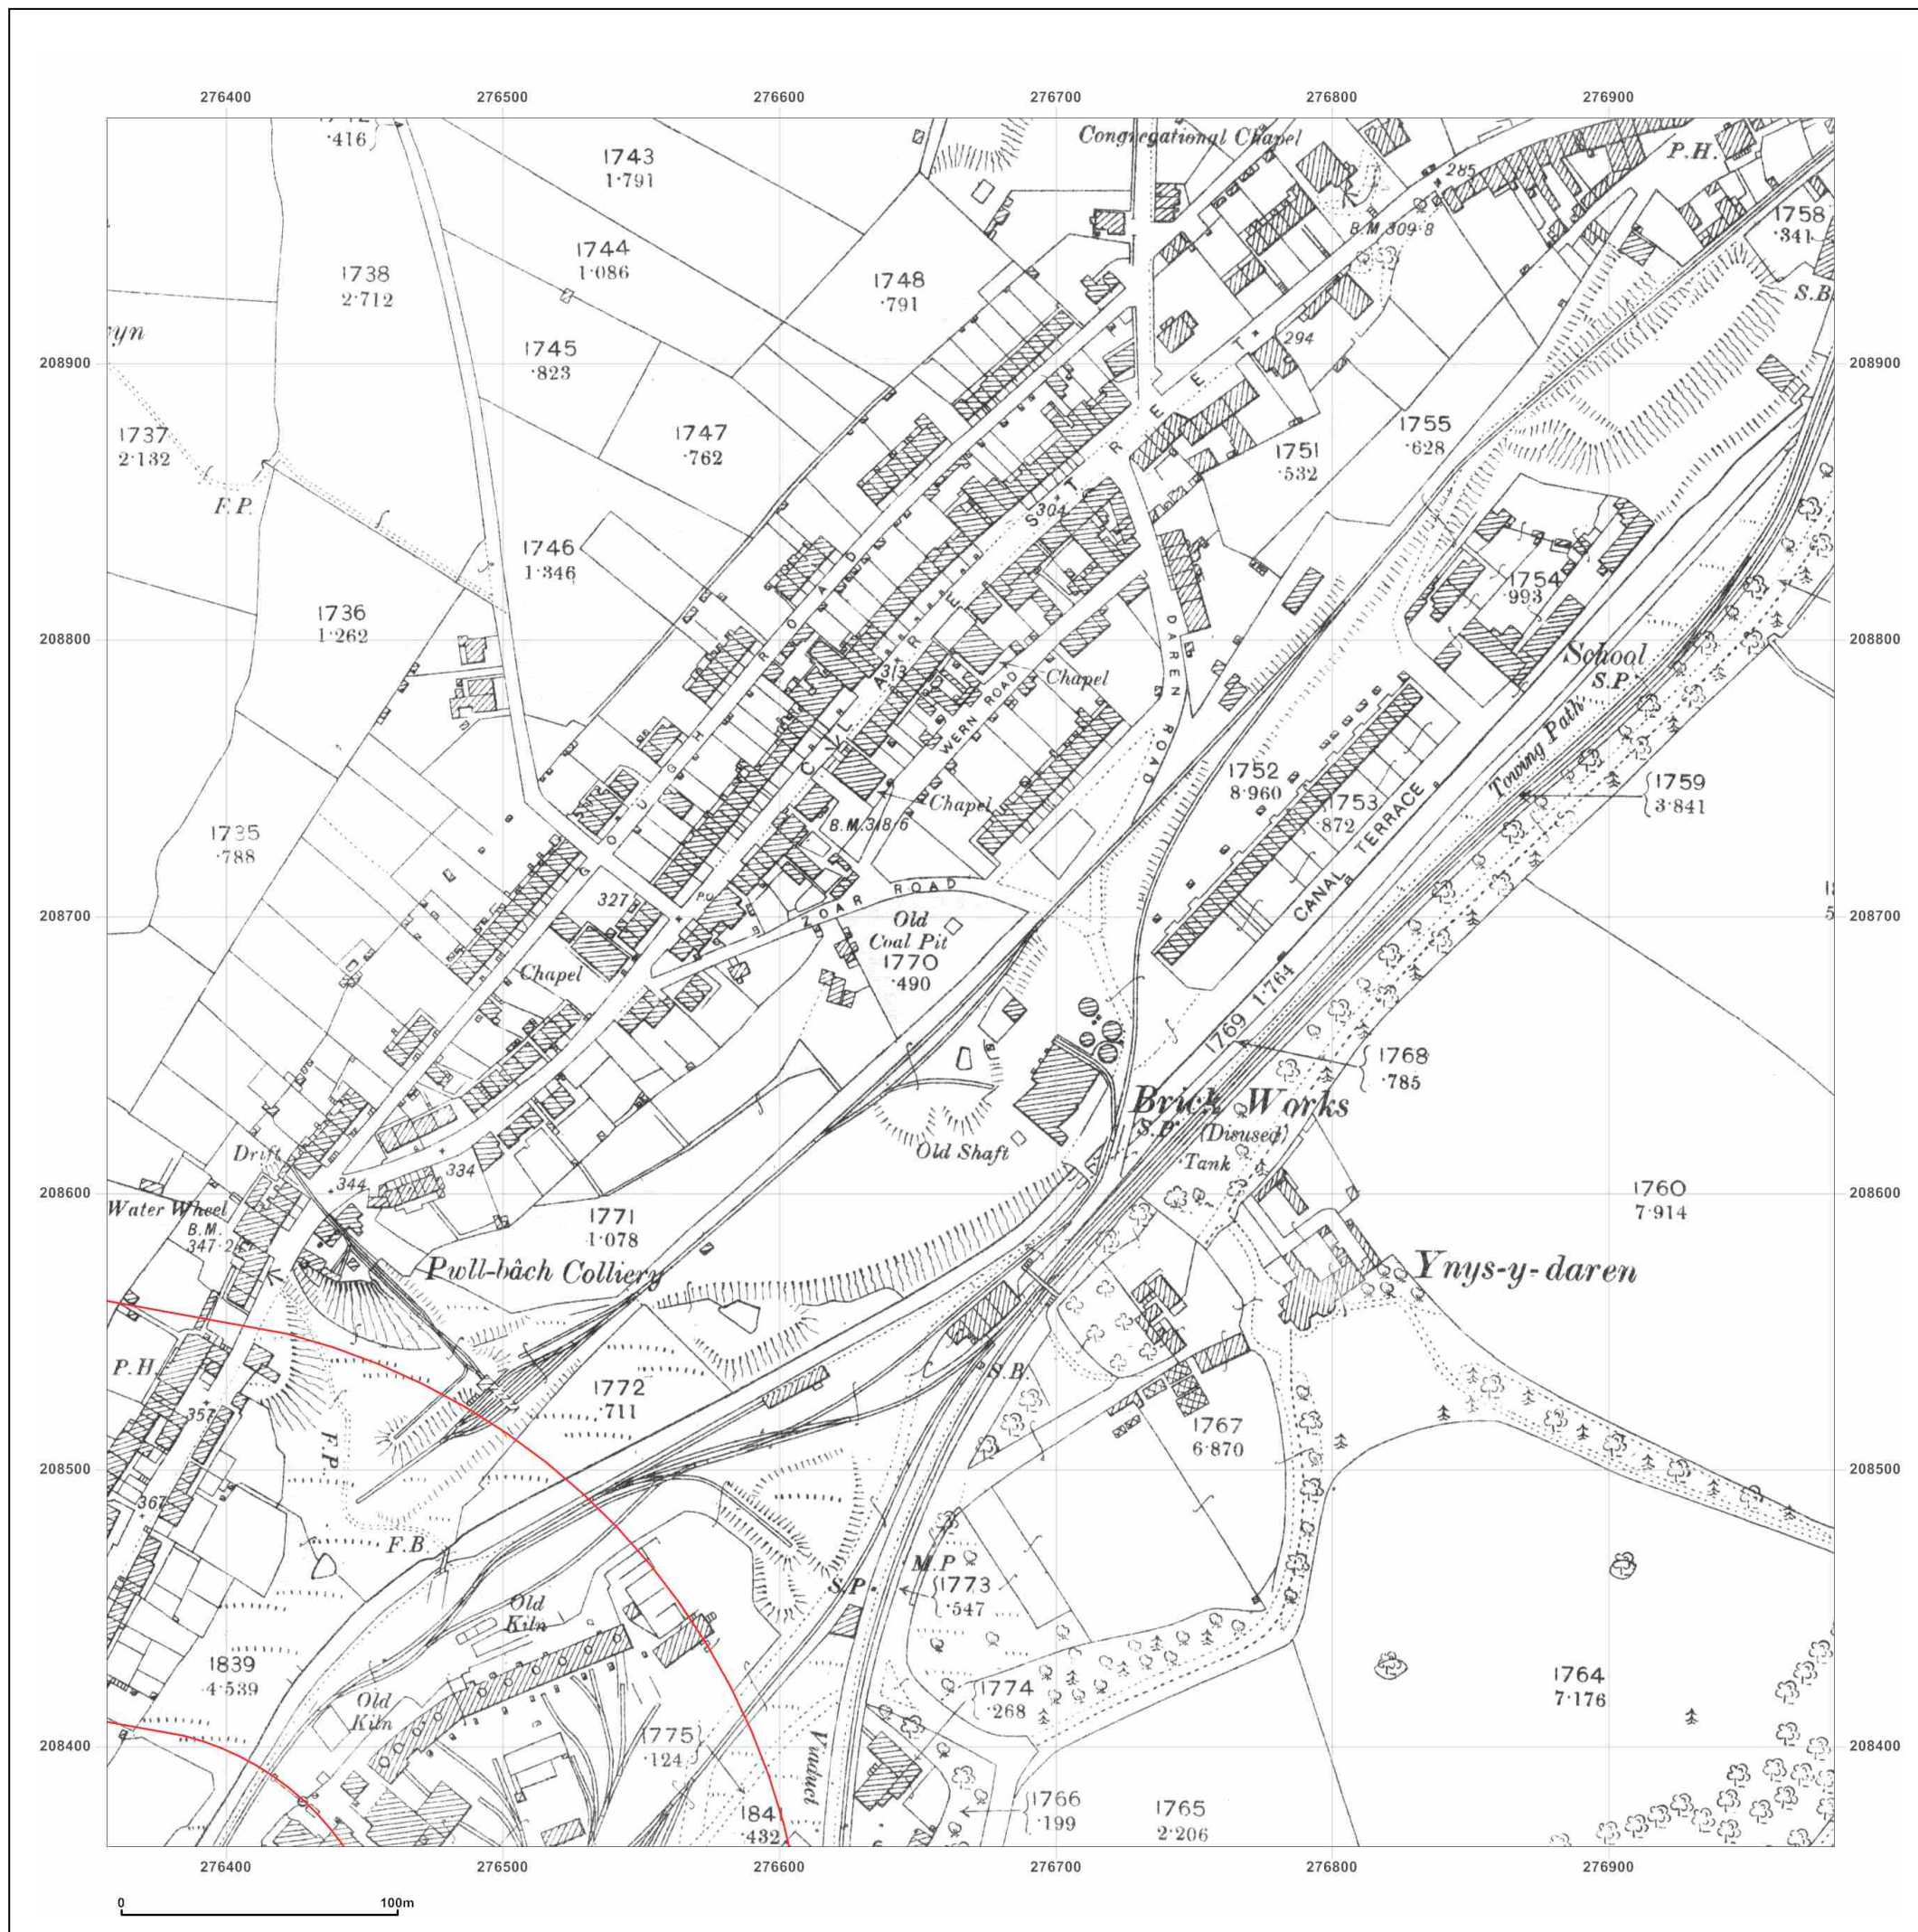 276400 276500 276600 276700 276800 276900
·416
1743
1·791
Congregational Chapel
P.H.
285
1758
·341
B.M.309·8
1744
1·086
1738
2·712
1748
·791
S.B
294
1745
·823
208900
208900
1737
2·132
1747
·762
1755
·628
1751
·532
F.P.
304
STREET
1746
1·346
1754
·993
1736
1·262
208800
208800
DAREN ROAD
School
S.P.
313
Chapel
WERN ROAD
CLARE
GOUGH ROAD
1752
8·960
Towing Path
1759
3·841
Chapel
1753
·872
B.M.318·6
CANAL TERRACE
1735
·788
ZOAR ROAD
327
P.O
208700
208700
Old
Coal Pit
1770
·490
Chapel
1·764
1769
1768
·785
Brick Works
(Disused)
S.P.
Old Shaft
Tank
Drift
334
344
208600
208600
Water Wheel
B.M.
1760
7·914
1771
1·078
Pwll-bâch Colliery
Ynys-y-daren
P.H.
S.B.
1772
·711
357
1767
6·870
F.P.
208500
208500
367
F.B.
M.P
S.P.
1773
·547
Old
Kiln
1839
4·539
1764
7·176
Old
Kiln
1774
·268
1775
·124
208400
208400
Viaduct
1766
·199
1765
2·206
184
·432
276400 276500 276600 276700 276800 276900
0 100m